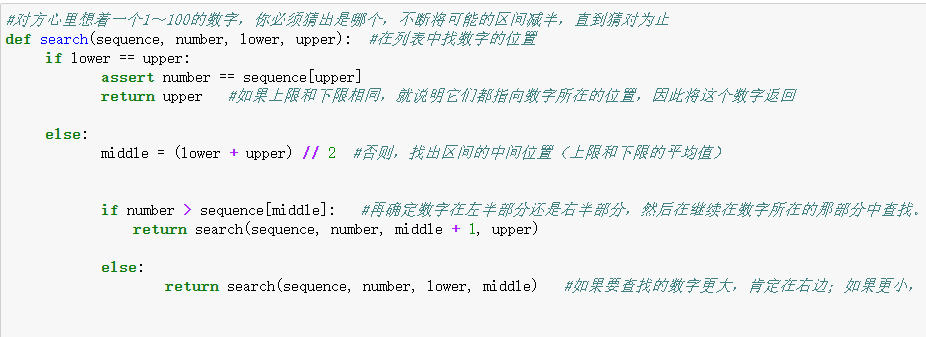 #对方心里想着一个1～100的数字，你必须猜出是哪个，不断将可能的区间减半，直到猜对为止
def search(sequence, number, lower, upper):  #在列表中找数字的位置
if lower == upper:
assert number == sequence[upper]
return upper   #如果上限和下限相同，就说明它们都指向数字所在的位置，因此将这个数字返回
else:
middle = (lower + upper) // 2  #否则，找出区间的中间位置（上限和下限的平均值）
if number > sequence[middle]:   #再确定数字在左半部分还是右半部分，然后在继续在数字所在的那部分中查找。
return search(sequence, number, middle + 1, upper)
else:
return search(sequence, number, lower, middle)   #如果要查找的数字更大，肯定在右边；如果更小，